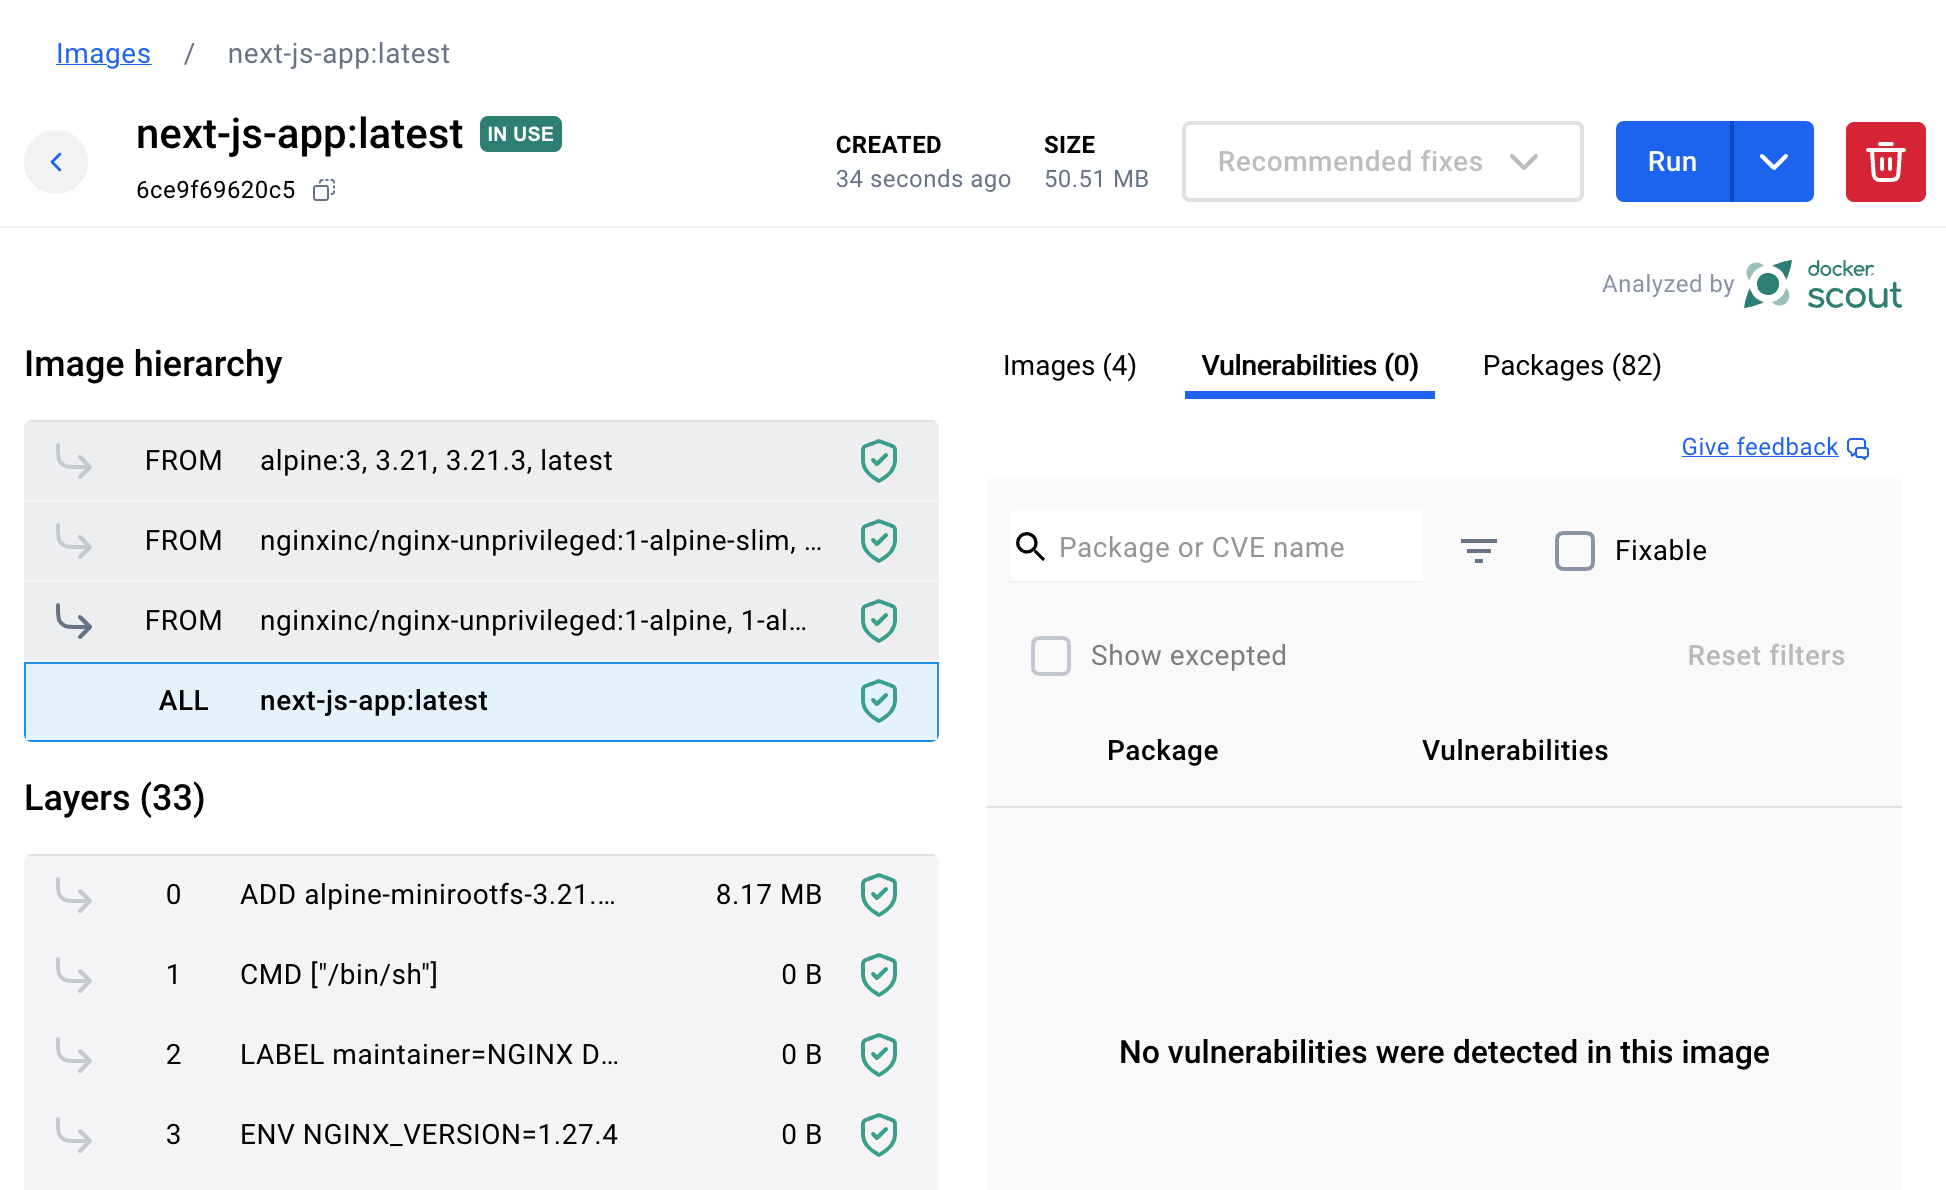 Images / next-js-app:latest
next-js-app:latest IN USE
6ce9f69620c5
CREATED
34 seconds ago
SIZE
50.51 MB
Recommended fixes
Run
Analyzed by docker scout
Image hierarchy
FROM alpine:3, 3.21, 3.21.3, latest
FROM nginxinc/nginx-unprivileged:1-alpine-slim, ...
FROM nginxinc/nginx-unprivileged:1-alpine, 1-al...
ALL next-js-app:latest
Layers (33)
0 ADD alpine-minirootfs-3.21.... 8.17 MB
1 CMD ["/bin/sh"] 0 B
2 LABEL maintainer=NGINX D... 0 B
3 ENV NGINX_VERSION=1.27.4 0 B
Images (4) Vulnerabilities (0) Packages (82)
Give feedback
Package or CVE name
Fixable
Show excepted
Reset filters
Package Vulnerabilities
No vulnerabilities were detected in this image